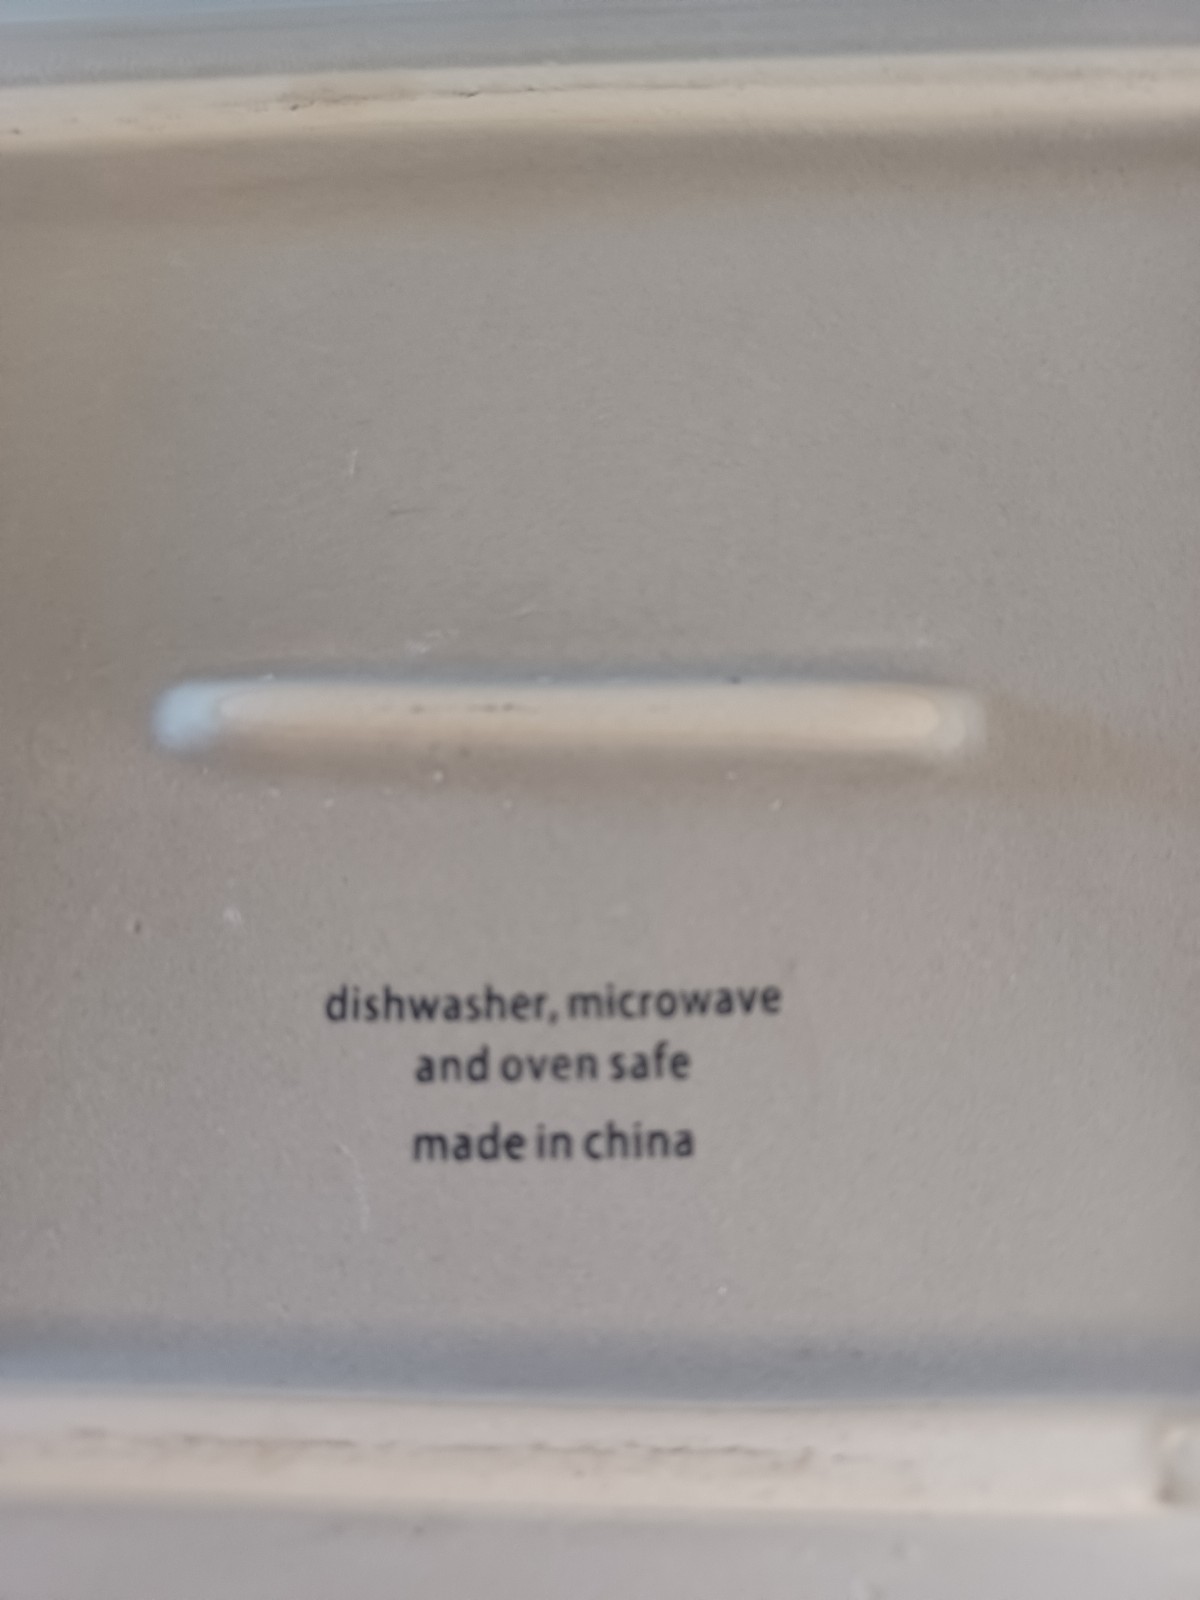 dishwasher, microwave
and oven safe
made in china